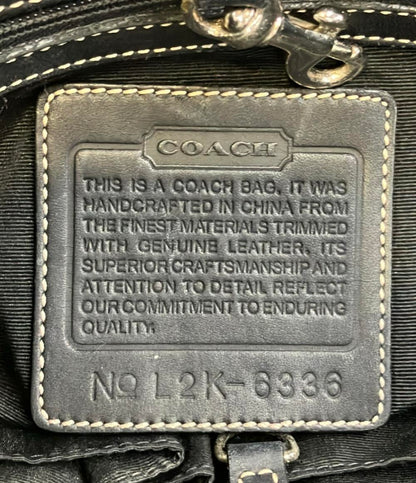 COACH
THIS IS A COACH BAG. IT WAS
HANDCRAFTED IN CHINA FROM
THE FINEST MATERIALS TRIMMED
WITH GENUINE LEATHER. ITS
SUPERIOR CRAFTSMANSHIP AND
ATTENTION TO DETAIL REFLECT
OUR COMMITMENT TO ENDURING
QUALITY.
No L2K-6336